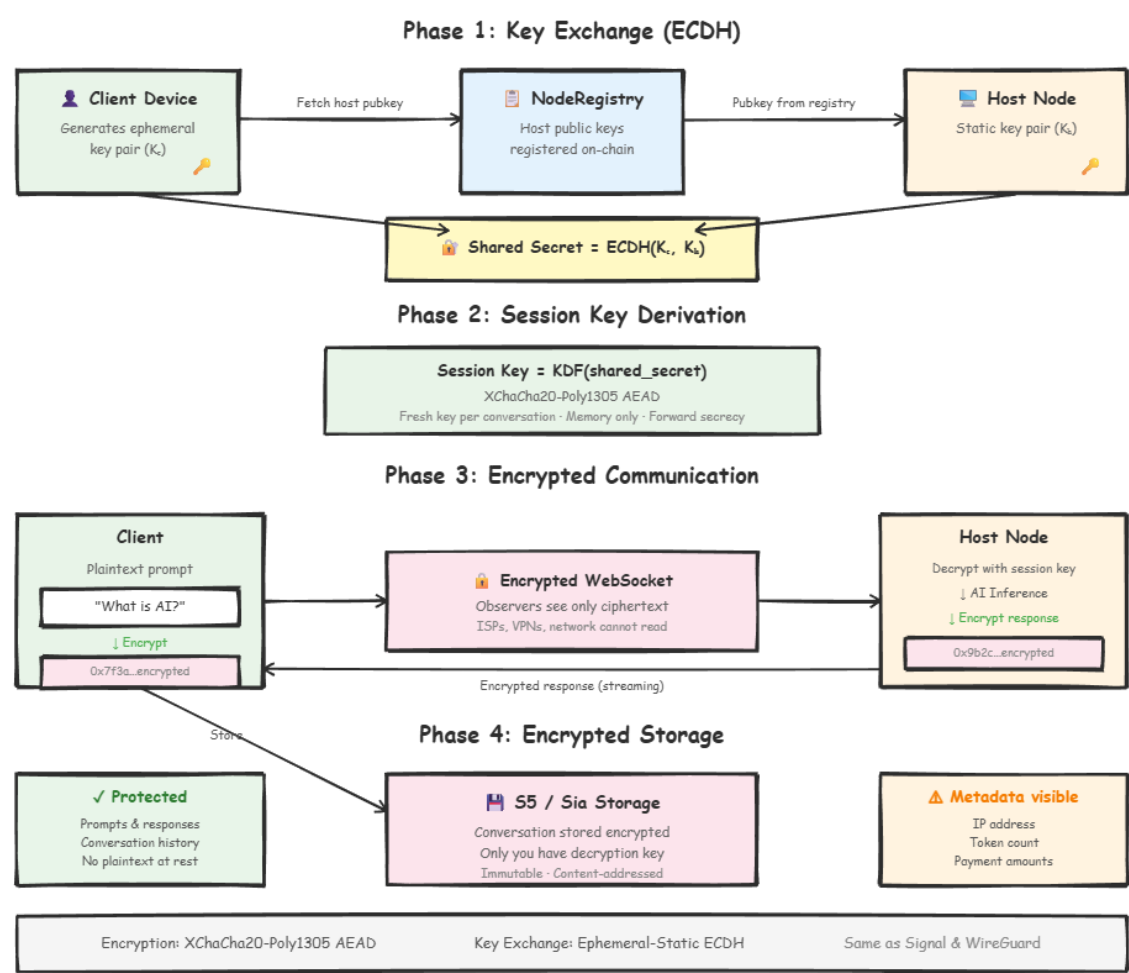 Phase 1: Key Exchange (ECDH)
Client Device
Generates ephemeral
key pair (K꜀)
Fetch host pubkey
NodeRegistry
Host public keys
registered on-chain
Pubkey from registry
Host Node
Static key pair (Kₕ)
Shared Secret = ECDH(K꜀, Kₕ)
Phase 2: Session Key Derivation
Session Key = KDF(shared_secret)
XChaCha20-Poly1305 AEAD
Fresh key per conversation · Memory only · Forward secrecy
Phase 3: Encrypted Communication
Client
Plaintext prompt
"What is AI?"
↓ Encrypt
0x7f3a...encrypted
Encrypted WebSocket
Observers see only ciphertext
ISPs, VPNs, network cannot read
Host Node
Decrypt with session key
↓ AI Inference
↓ Encrypt response
0x9b2c...encrypted
Encrypted response (streaming)
Store
Phase 4: Encrypted Storage
✓ Protected
Prompts & responses
Conversation history
No plaintext at rest
S5 / Sia Storage
Conversation stored encrypted
Only you have decryption key
Immutable · Content-addressed
⚠ Metadata visible
IP address
Token count
Payment amounts
Encryption: XChaCha20-Poly1305 AEAD
Key Exchange: Ephemeral-Static ECDH
Same as Signal & WireGuard